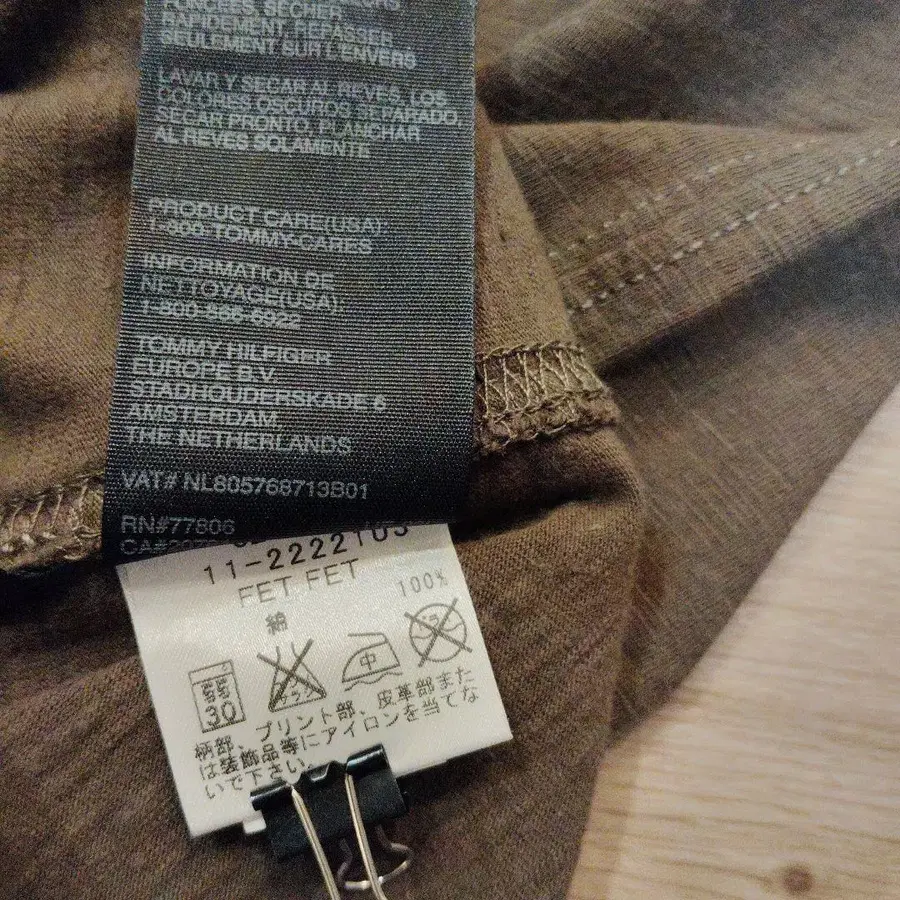 RAPIDEMENT, REPASSER
SEULEMENT SUR L'ENVERS
LAVAR Y SECAR AL REVES, LOS
COLORES OSCUROS SEPARADO,
SECAR PRONTO, PLANCHAR
AL REVES SOLAMENTE
PRODUCT CARE(USA):
1-800-TOMMY-CARES
INFORMATION DE
NETTOYAGE(USA):
1-800-866-6922
TOMMY HILFIGER
EUROPE B.V.
STADHOUDERSKADE 6
AMSTERDAM
THE NETHERLANDS
VAT# NL805768713B01
RN#77806
11-2222103
FET FET
綿 100%
30
中
柄部、プリント部、皮革部また
は装飾品等にアイロンを当てな
いで下さい。